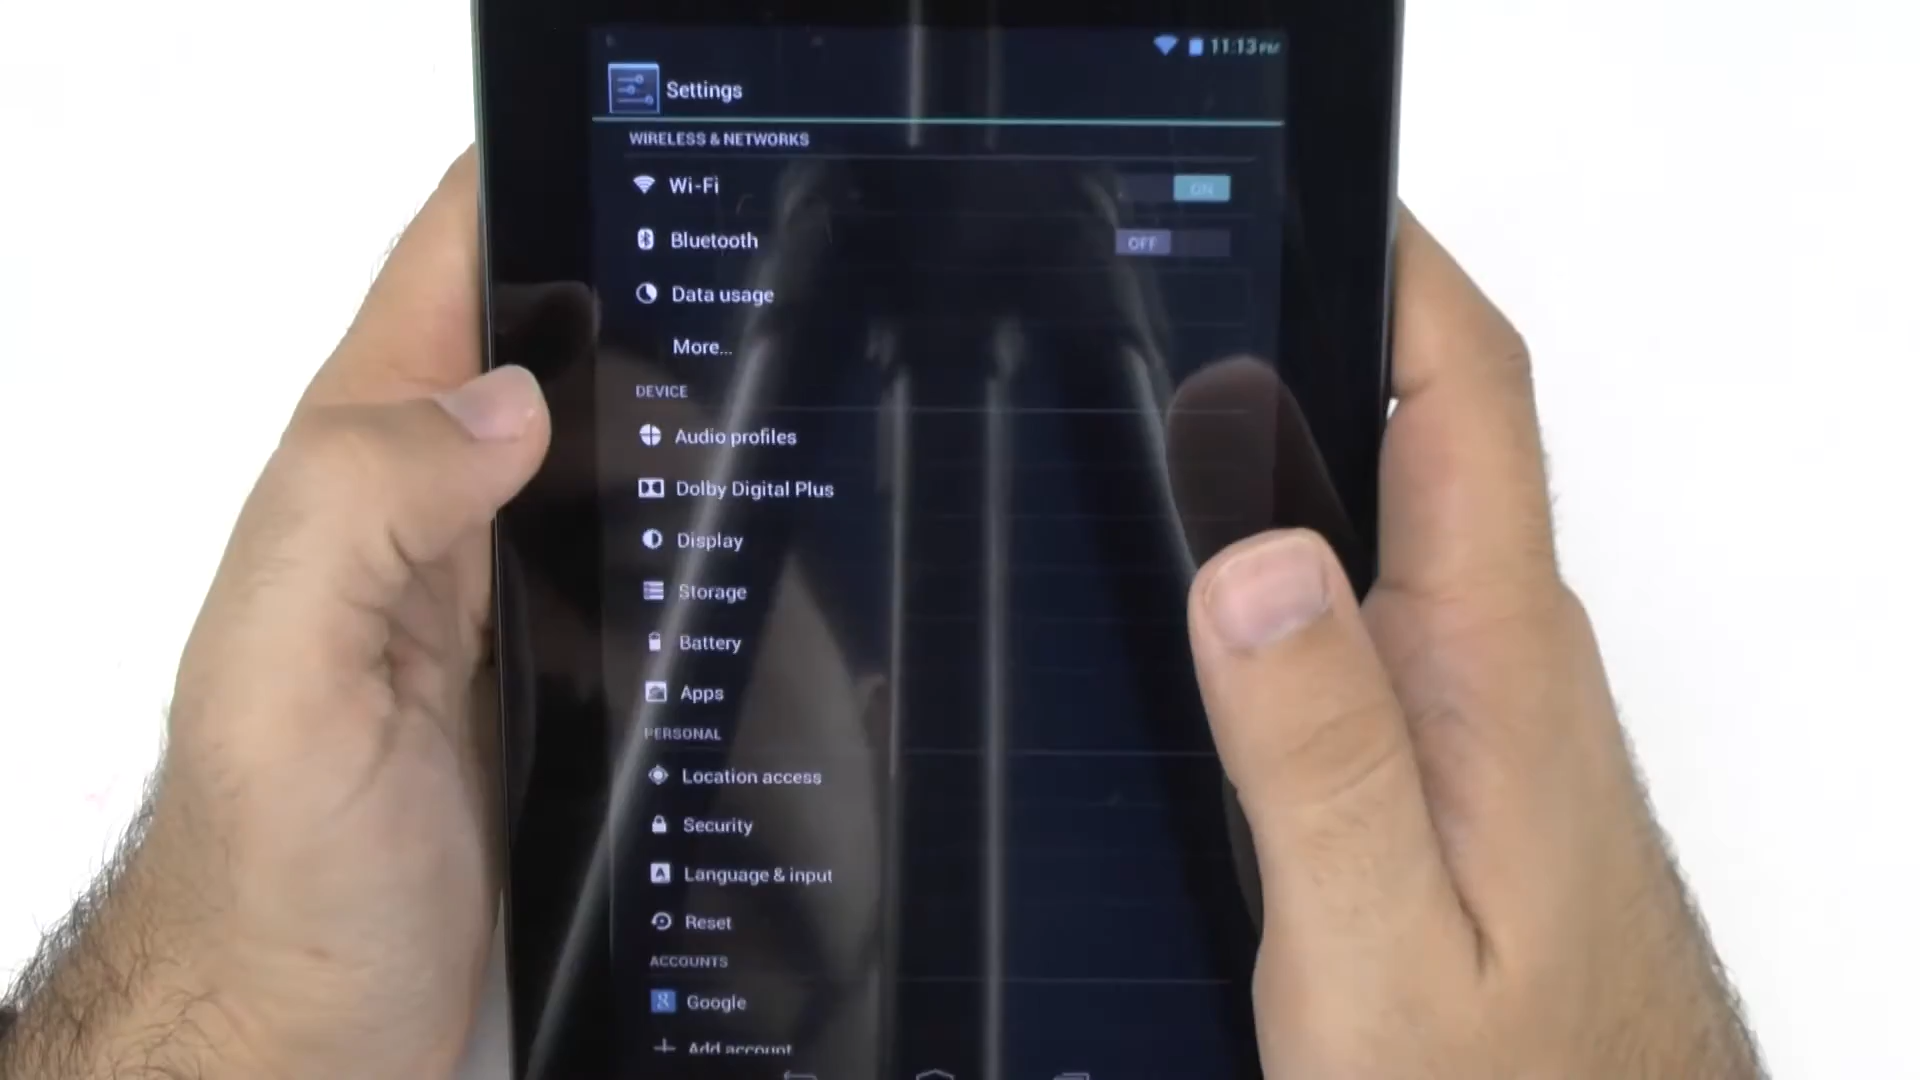 11:13 PM
Settings
WIRELESS & NETWORKS
Wi-Fi ON
Bluetooth OFF
Data usage
More...
DEVICE
Audio profiles
Dolby Digital Plus
Display
Storage
Battery
Apps
PERSONAL
Location access
Security
Language & input
Reset
ACCOUNTS
Google
Add account